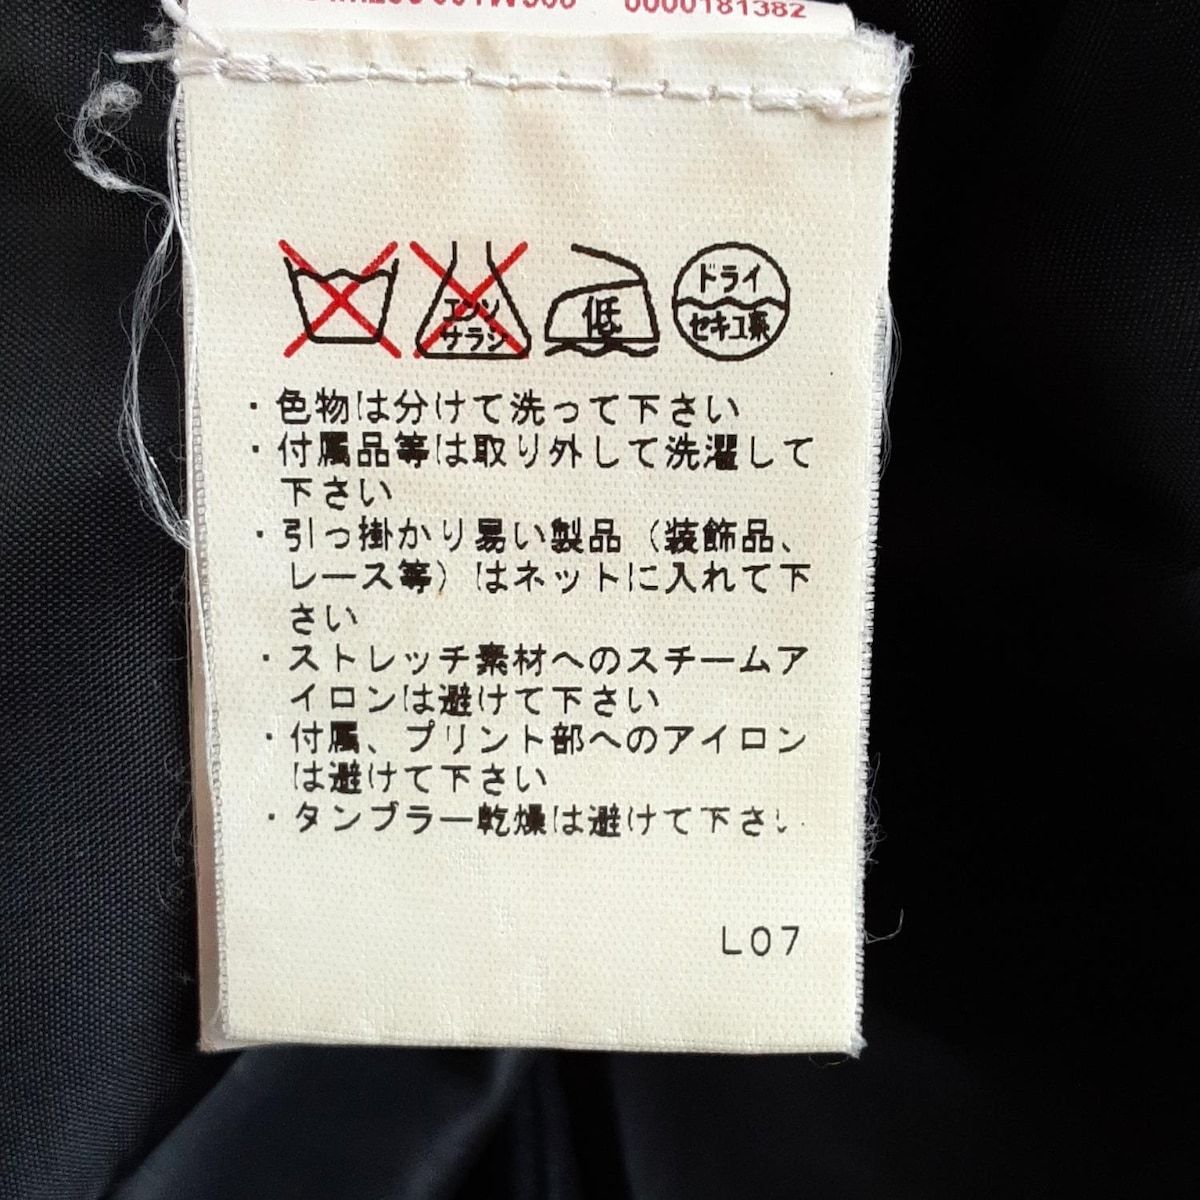 0000181382
エンソ
サラシ
低
ドライ
セキユ系
・色物は分けて洗って下さい
・付属品等は取り外して洗濯して
下さい
・引っ掛かり易い製品（装飾品、
レース等）はネットに入れて下
さい
・ストレッチ素材へのスチームア
イロンは避けて下さい
・付属、プリント部へのアイロン
は避けて下さい
・タンブラー乾燥は避けて下さい
L07